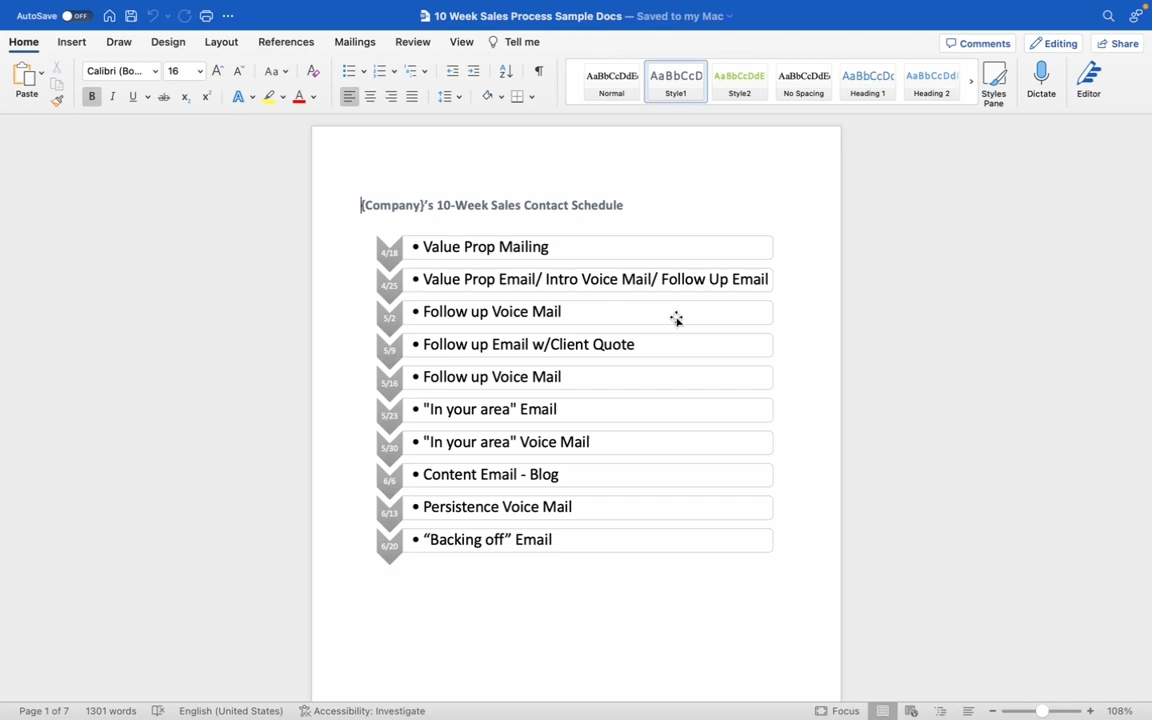 AutoSave OFF
10 Week Sales Process Sample Docs — Saved to my Mac
Home Insert Draw Design Layout References Mailings Review View Tell me
Comments Editing Share
Paste
Calibri (Bo... 16
AaBbCcDdEe AaBbCcD AaBbCcDdE AaBbCcDdEe AaBbCcDc AaBbCcDdI
Normal Style1 Style2 No Spacing Heading 1 Heading 2
Styles Pane
Dictate
Editor
{Company}'s 10-Week Sales Contact Schedule
4/18 • Value Prop Mailing
4/25 • Value Prop Email/ Intro Voice Mail/ Follow Up Email
5/2 • Follow up Voice Mail
5/9 • Follow up Email w/Client Quote
5/16 • Follow up Voice Mail
5/23 • "In your area" Email
5/30 • "In your area" Voice Mail
6/6 • Content Email - Blog
6/13 • Persistence Voice Mail
6/20 • “Backing off” Email
Page 1 of 7 1301 words English (United States) Accessibility: Investigate Focus 108%